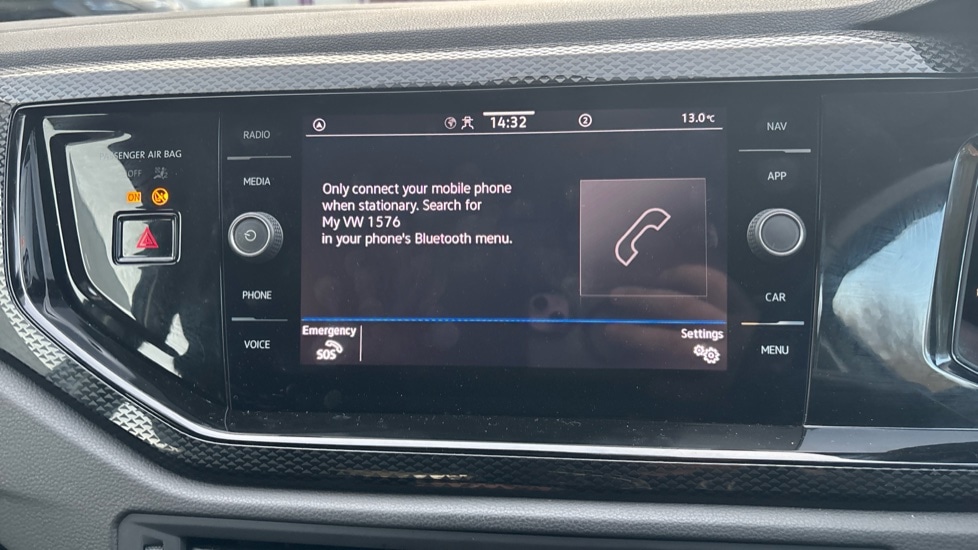 RADIO
MEDIA
PHONE
VOICE
AIR BAG
OFF
ON
14:32
2
13.0°C
Only connect your mobile phone
when stationary. Search for
My VW 1576
in your phone's Bluetooth menu.
Emergency
SOS
Settings
NAV
APP
CAR
MENU